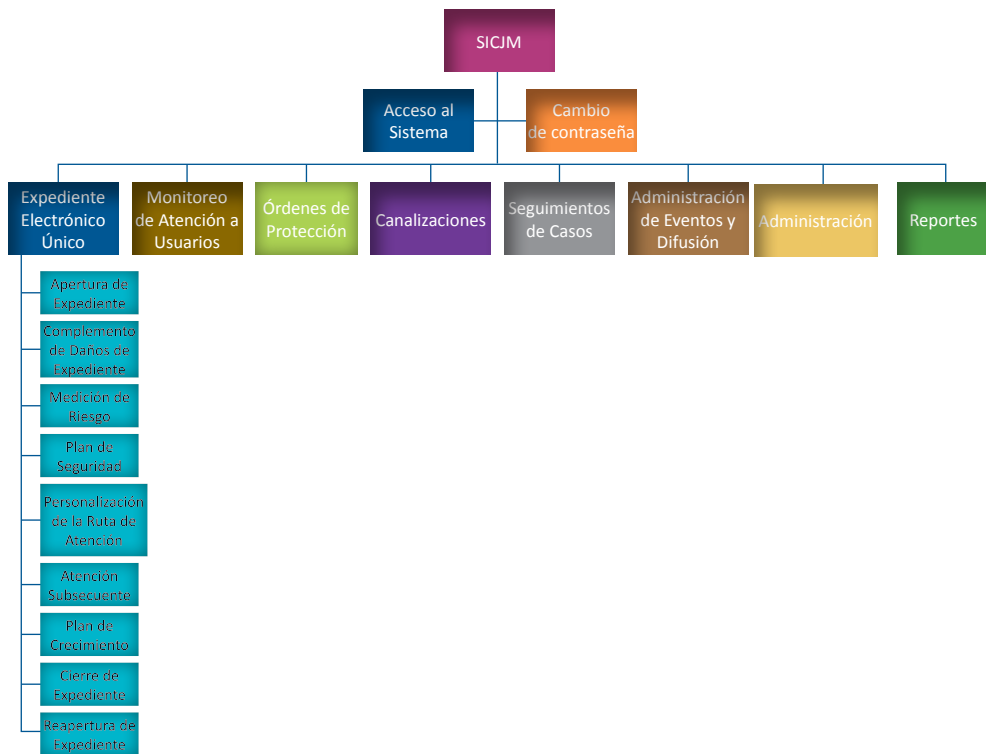 SICJM
Acceso al
Sistema
Cambio
de contraseña
Expediente
Electrónico
Único
Monitoreo
de Atención a
Usuarios
Órdenes de
Protección
Canalizaciones
Seguimientos
de Casos
Administración
de Eventos y
Difusión
Administración
Reportes
Apertura de
Expediente
Complemento
de Daños de
Expediente
Medición de
Riesgo
Plan de
Seguridad
Personalización
de la Ruta de
Atención
Atención
Subsecuente
Plan de
Crecimiento
Cierre de
Expediente
Reapertura de
Expediente